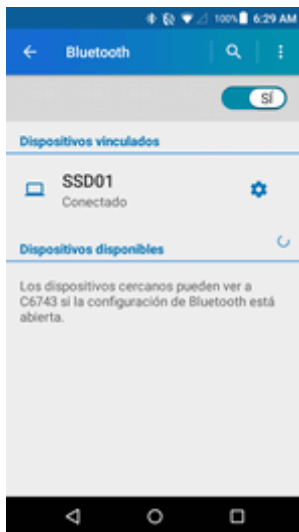 100% 6:29 AM
Bluetooth
SÍ
Dispositivos vinculados
SSD01
Conectado
Dispositivos disponibles
Los dispositivos cercanos pueden ver a
C6743 si la configuración de Bluetooth está
abierta.